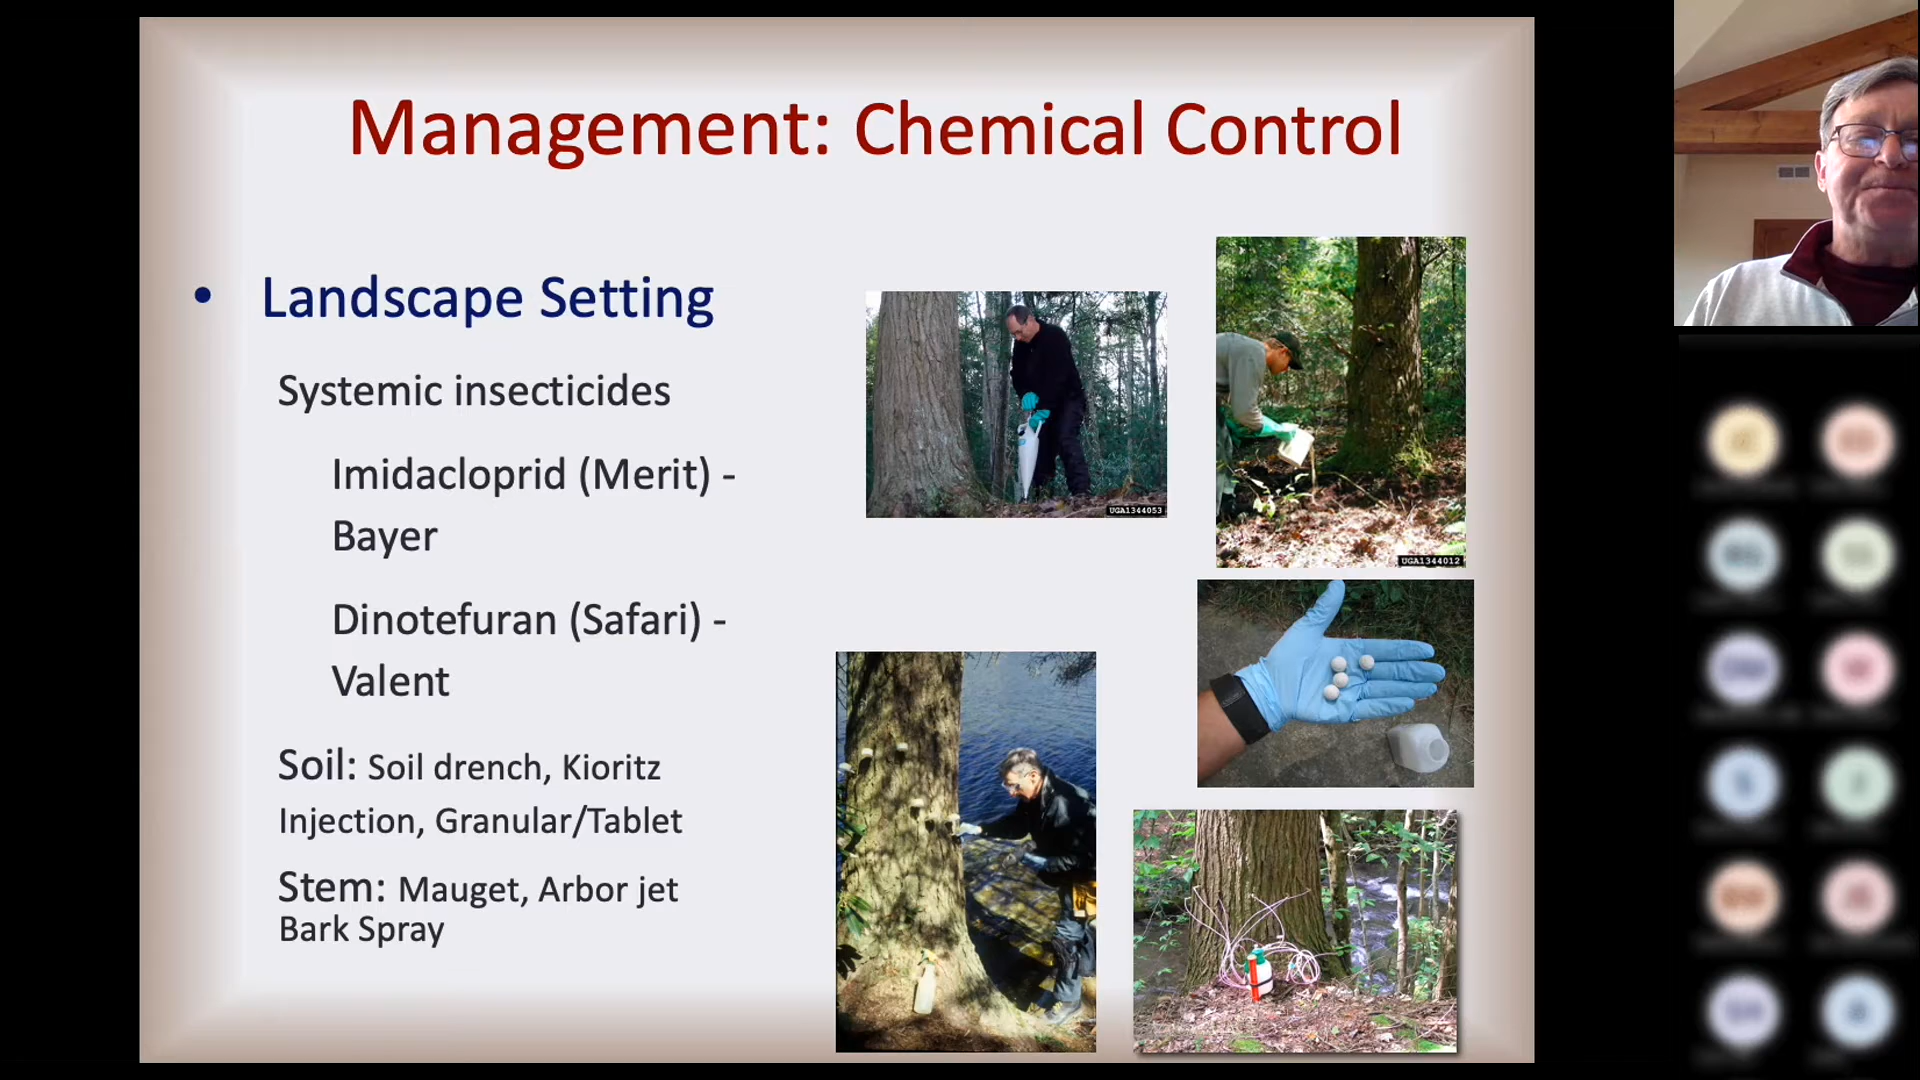 Management: Chemical Control
• Landscape Setting
Systemic insecticides
Imidacloprid (Merit) -
Bayer
Dinotefuran (Safari) -
Valent
Soil: Soil drench, Kioritz
Injection, Granular/Tablet
Stem: Mauget, Arbor jet
Bark Spray
UGA1344053
UGA1344012